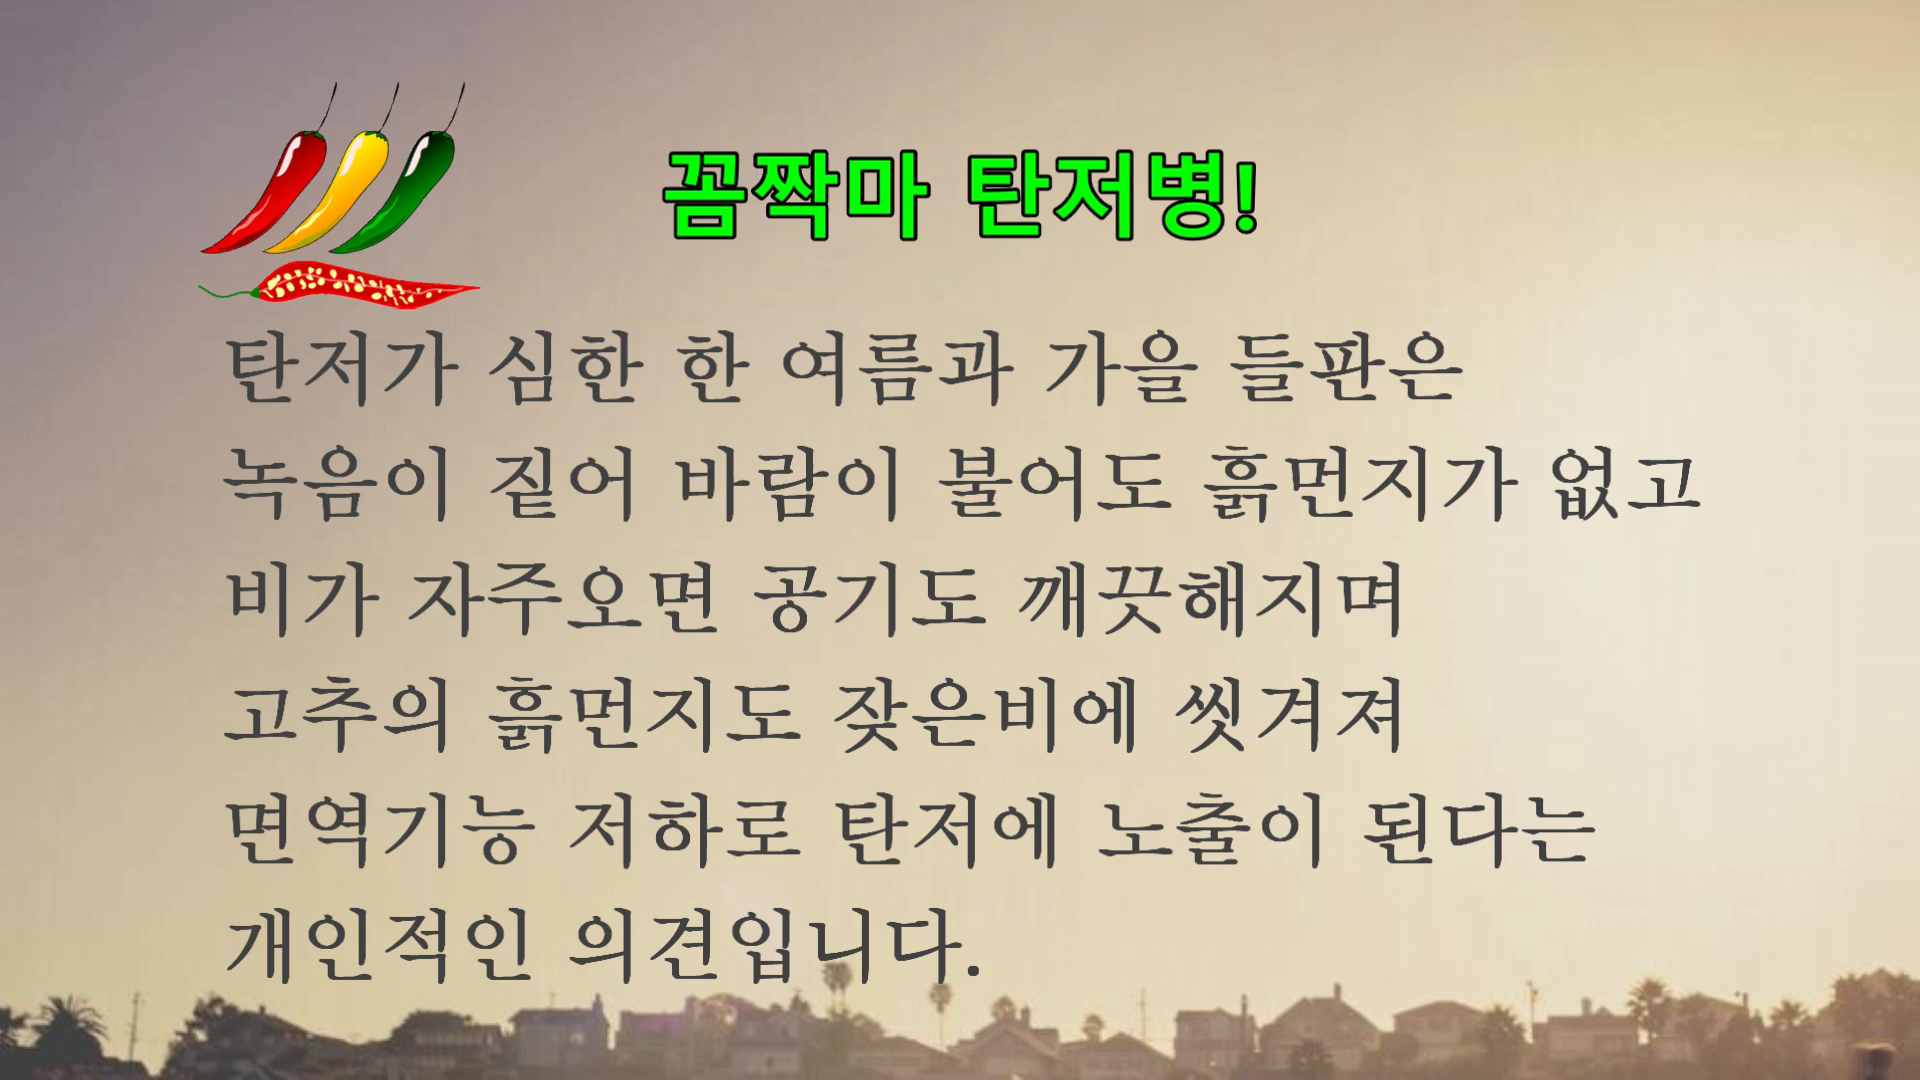 꼼짝마 탄저병!
탄저가 심한 한 여름과 가을 들판은
녹음이 짙어 바람이 불어도 흙먼지가 없고
비가 자주오면 공기도 깨끗해지며
고추의 흙먼지도 잦은비에 씻겨져
면역기능 저하로 탄저에 노출이 된다는
개인적인 의견입니다.